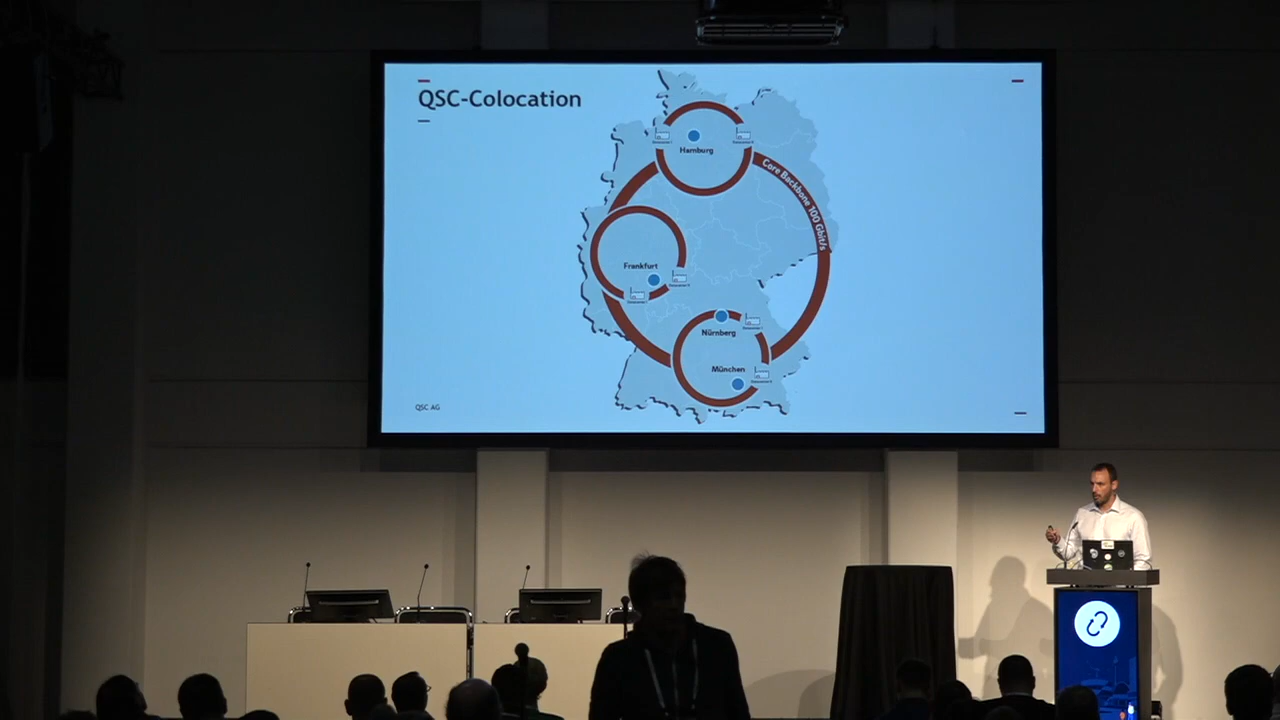 QSC-Colocation
Hamburg
Core Backbone 100 Gbit/s
Frankfurt
Nürnberg
München
QSC AG